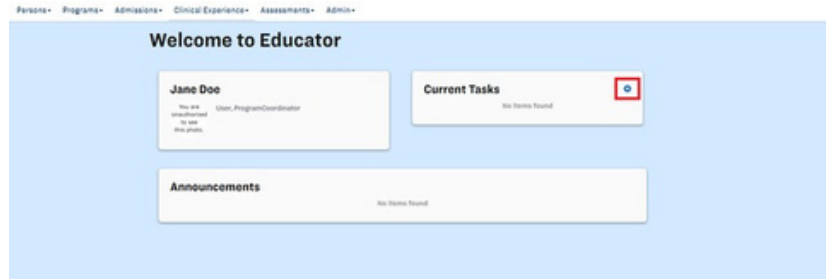 Persons Programs Admissions Clinical Experience Assessments Admin
Welcome to Educator
Jane Doe
You are
unauthorized
to see
this photo.
User, ProgramCoordinator
Current Tasks
No items found
Announcements
No items found